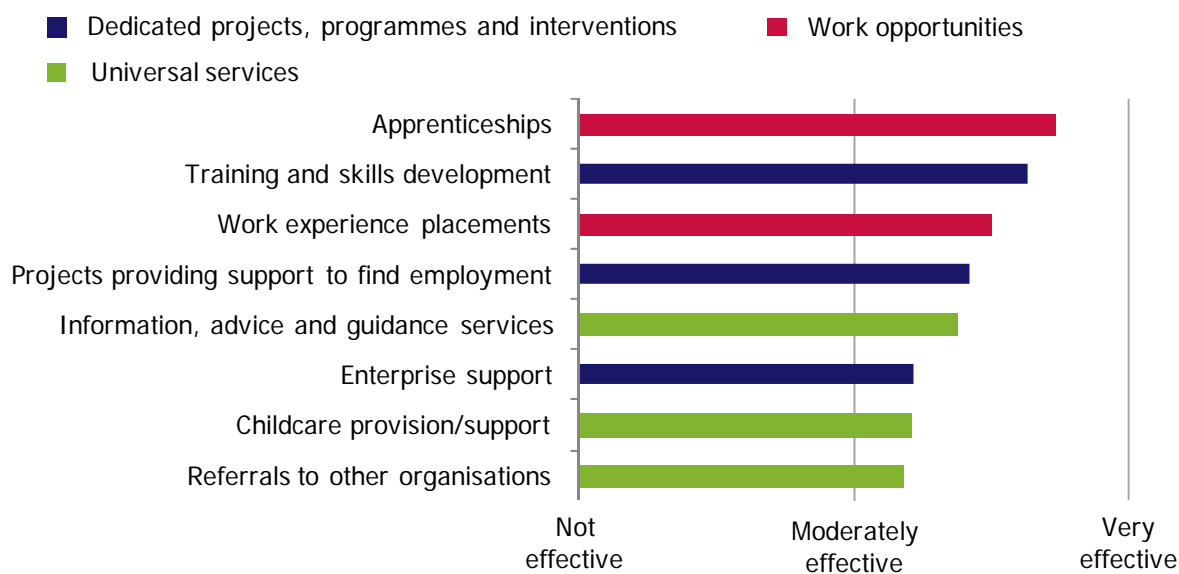 Dedicated projects, programmes and interventions
Work opportunities
Universal services
Apprenticeships
Training and skills development
Work experience placements
Projects providing support to find employment
Information, advice and guidance services
Enterprise support
Childcare provision/support
Referrals to other organisations
Not
effective
Moderately
effective
Very
effective